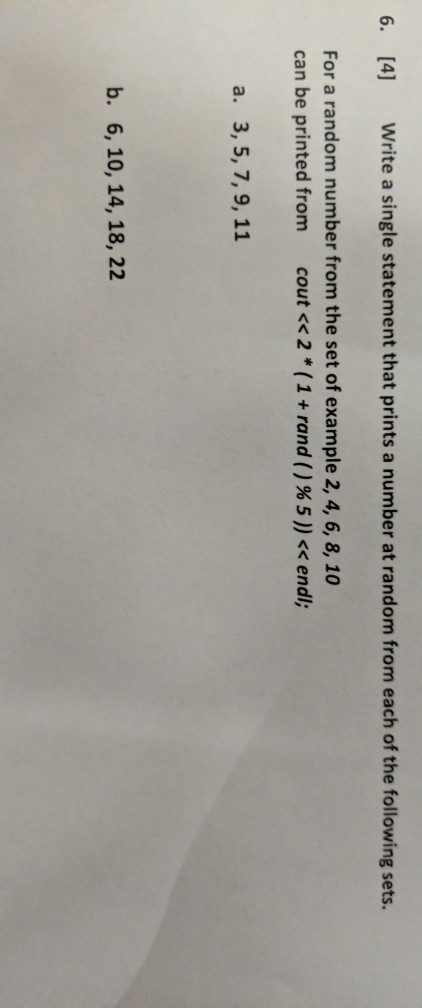 6. [4] Write a single statement that prints a number at random from each of the following sets.
For a random number from the set of example 2, 4, 6, 8, 10
can be printed from cout << 2 * ( 1 + rand ( ) % 5 )) << endl;
a. 3, 5, 7, 9, 11
b. 6, 10, 14, 18, 22